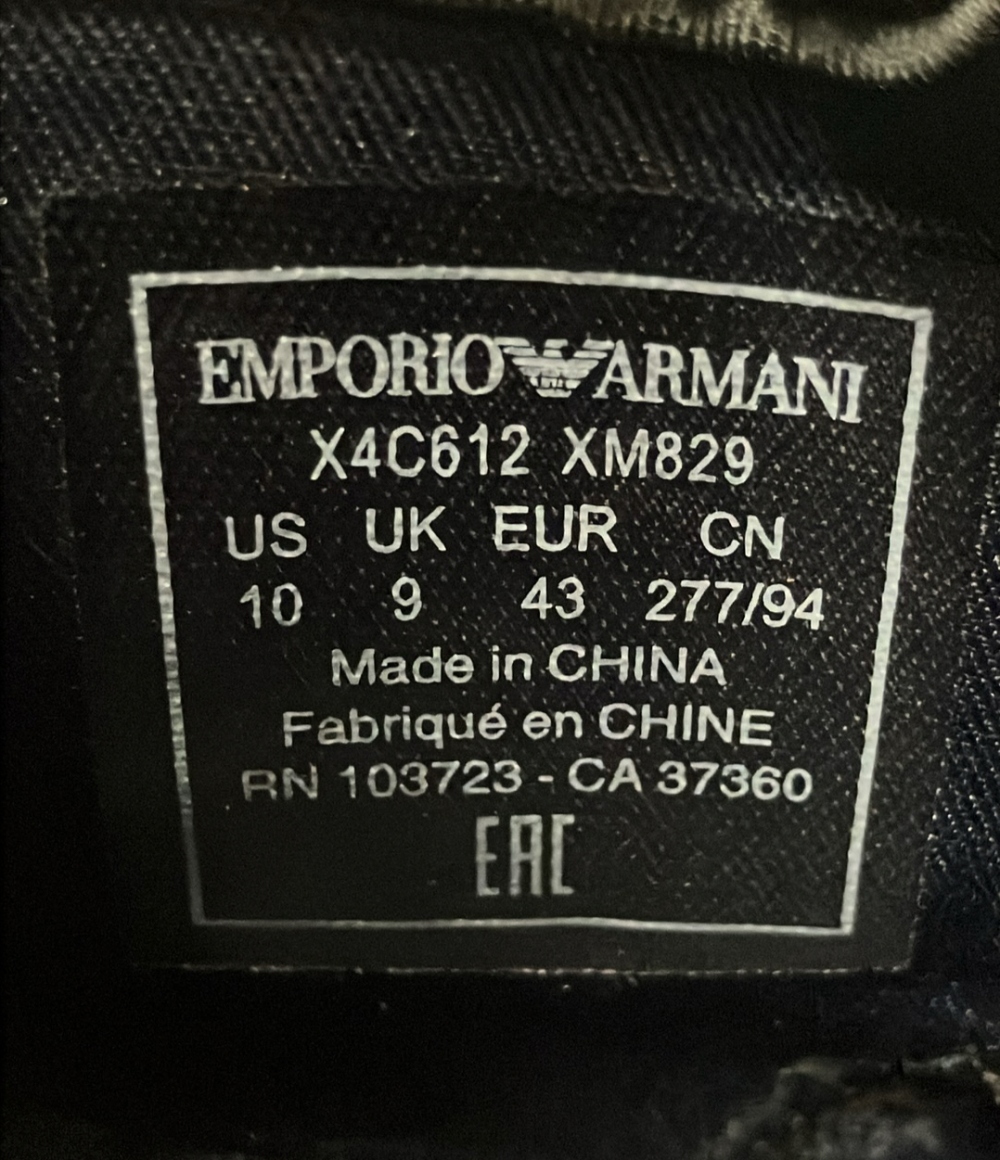 EMPORIO ARMANI
X4C612 XM829
US UK EUR CN
10 9 43 277/94
Made in CHINA
Fabriqué en CHINE
RN 103723 - CA 37360
EAC